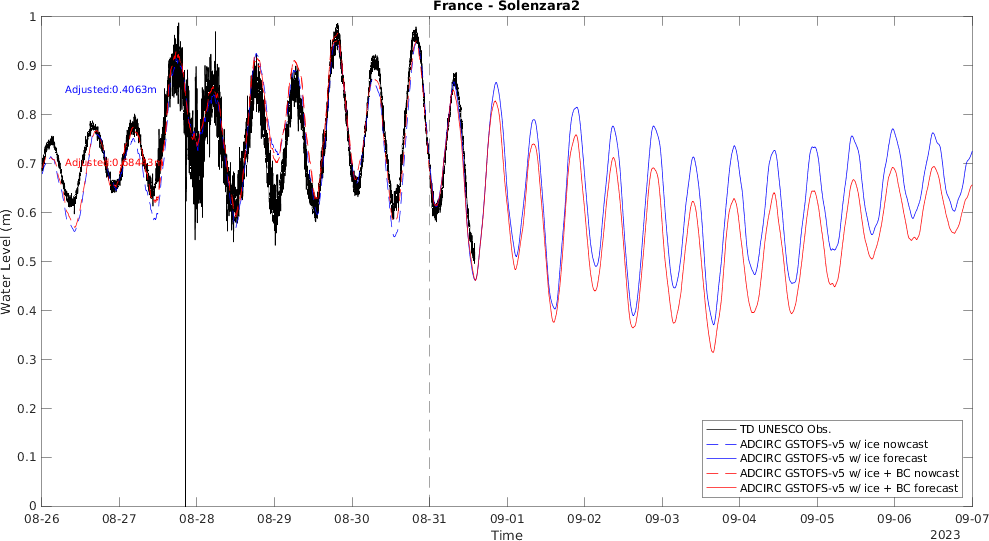 France - Solenzara2
1
0.9
0.8
0.7
0.6
0.5
0.4
0.3
0.2
0.1
0
Water Level (m)
Adjusted:0.4063m
08-26
08-27
08-28
08-29
08-30
08-31
09-01
09-02
09-03
09-04
09-05
09-06
09-07
Time
2023
TD UNESCO Obs.
ADCIRC GSTOFS-v5 w/ ice nowcast
ADCIRC GSTOFS-v5 w/ ice forecast
ADCIRC GSTOFS-v5 w/ ice + BC nowcast
ADCIRC GSTOFS-v5 w/ ice + BC forecast